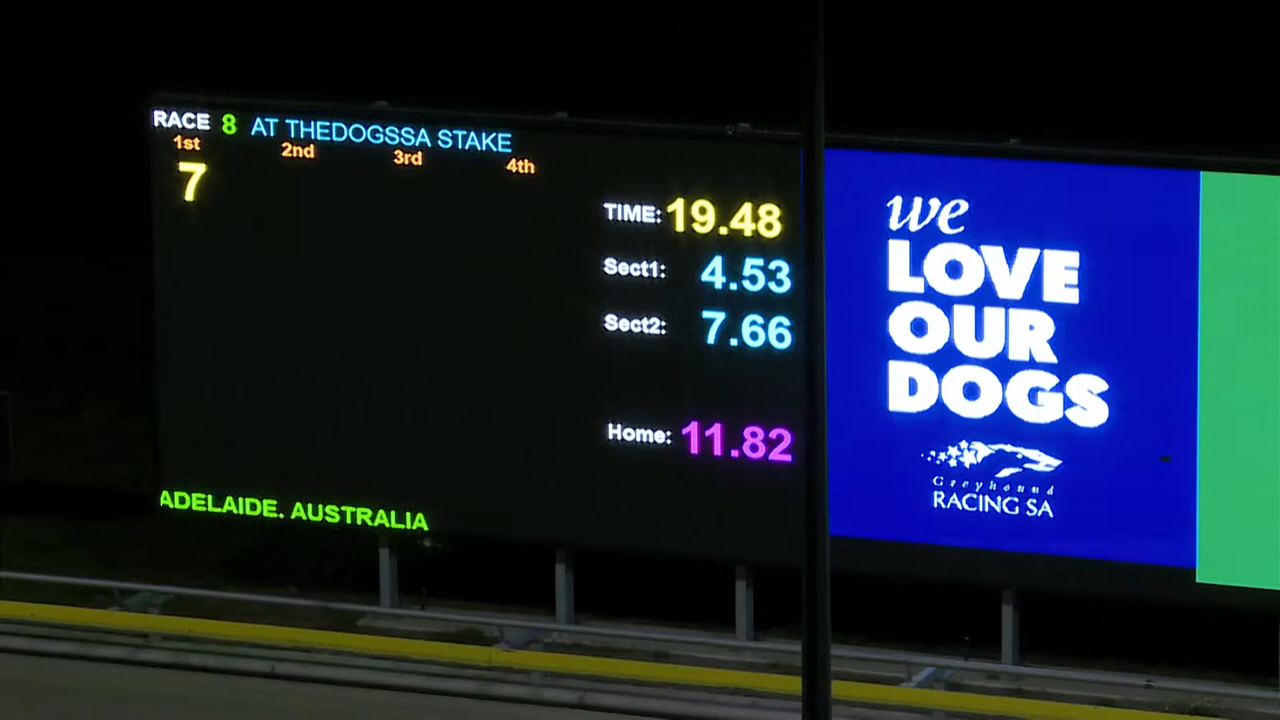 RACE 8 AT THEDOGSSA STAKE
1st 2nd 3rd 4th
7
TIME: 19.48
Sect1: 4.53
Sect2: 7.66
Home: 11.82
ADELAIDE. AUSTRALIA
we
LOVE
OUR
DOGS
Greyhound
RACING SA